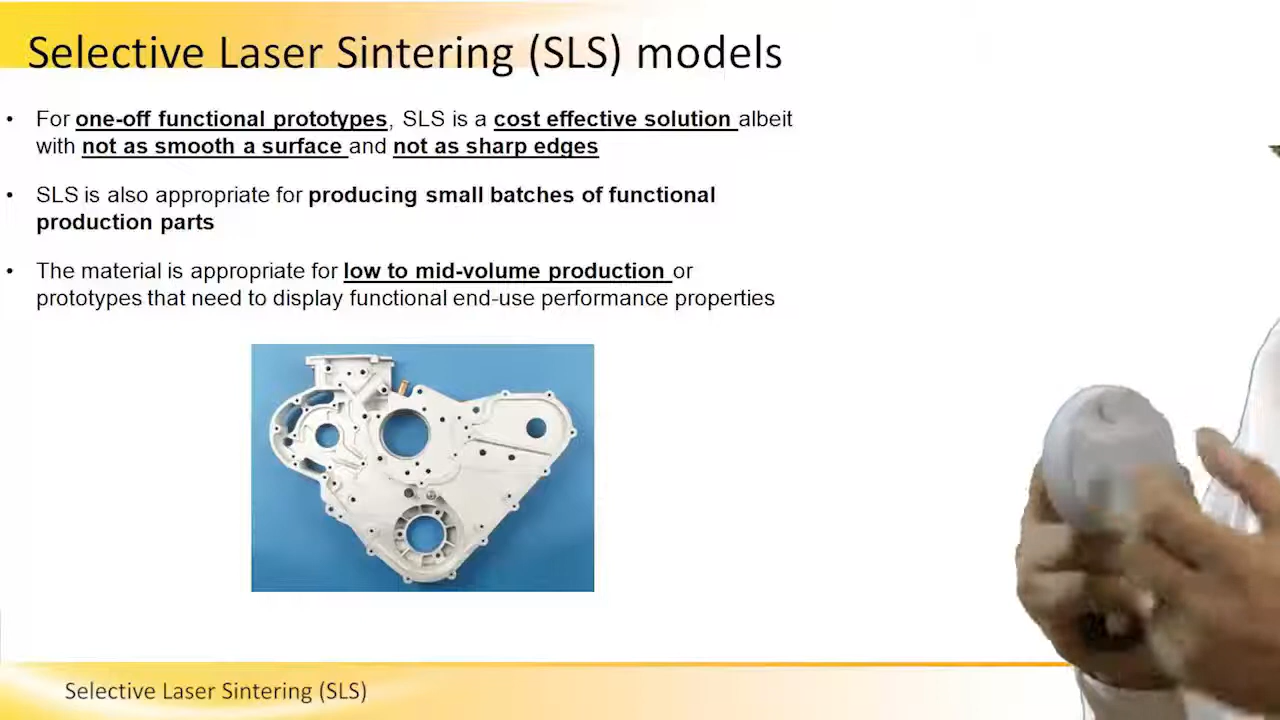 Selective Laser Sintering (SLS) models
• For one-off functional prototypes, SLS is a cost effective solution albeit
with not as smooth a surface and not as sharp edges
• SLS is also appropriate for producing small batches of functional
production parts
• The material is appropriate for low to mid-volume production or
prototypes that need to display functional end-use performance properties
Selective Laser Sintering (SLS)